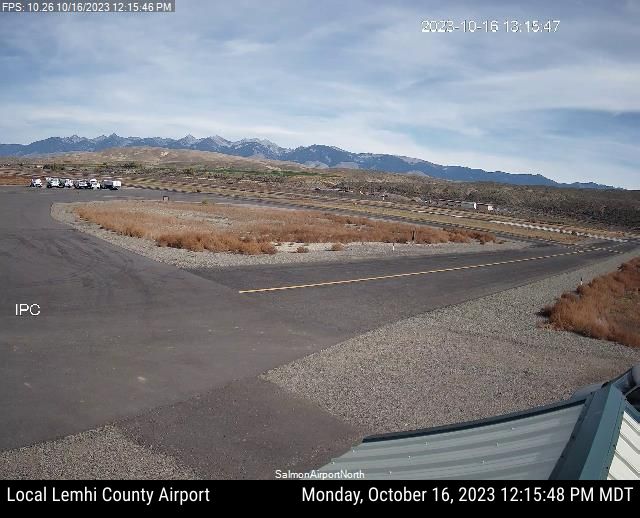 FPS: 10.26 10/16/2023 12:15:46 PM
2023-10-16 13:15:47
IPC
SalmonAirportNorth
Local Lemhi County Airport
Monday, October 16, 2023 12:15:48 PM MDT